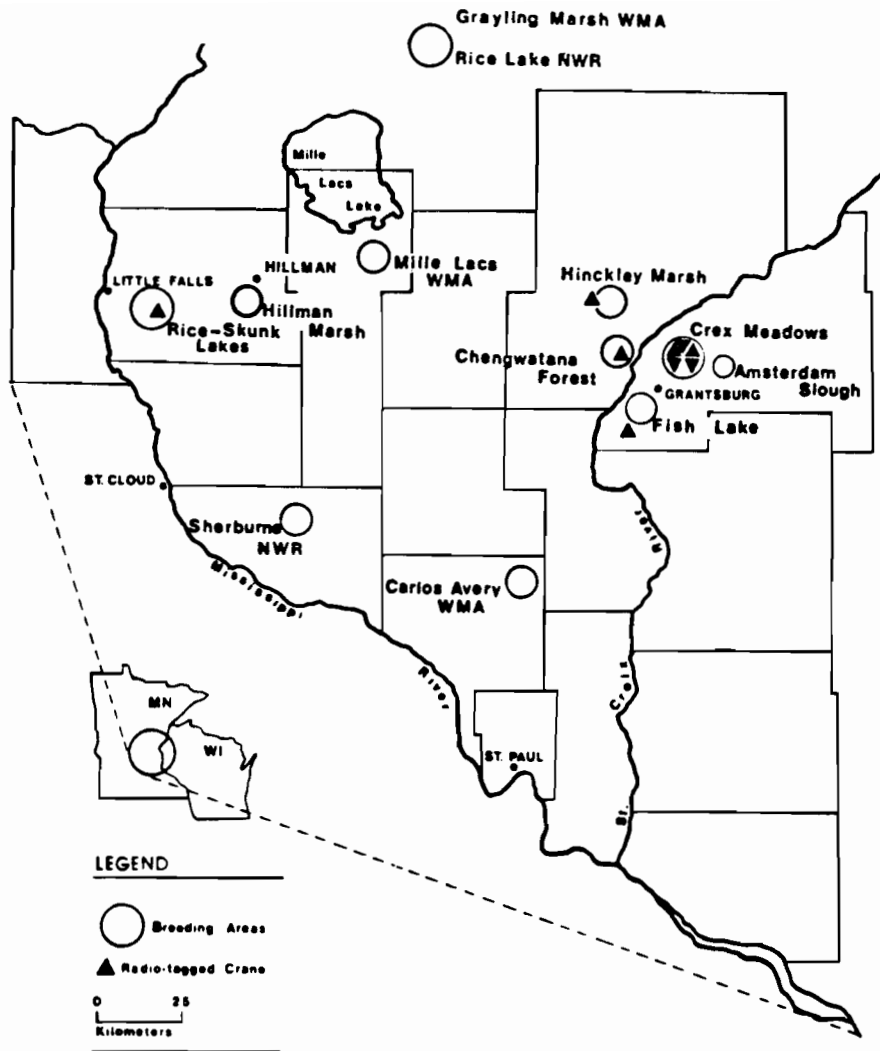 Grayling Marsh WMA
Rice Lake NWR
Mille
Lacs
Lake
HILLMAN
Mille Lacs
WMA
Hinckley Marsh
LITTLE FALLS
Hillman
Marsh
Rice-Skunk
Lakes
Crex Meadows
Chengwatana
Forest
Amsterdam
Slough
GRANTSBURG
Fish Lake
ST. CLOUD
Sherburne
NWR
Mississippi
River
Carlos Avery
WMA
River
Croix
St.
ST. PAUL
MN
WI
LEGEND
Breeding Areas
Radio-tagged Crane
0 25
Kilometers